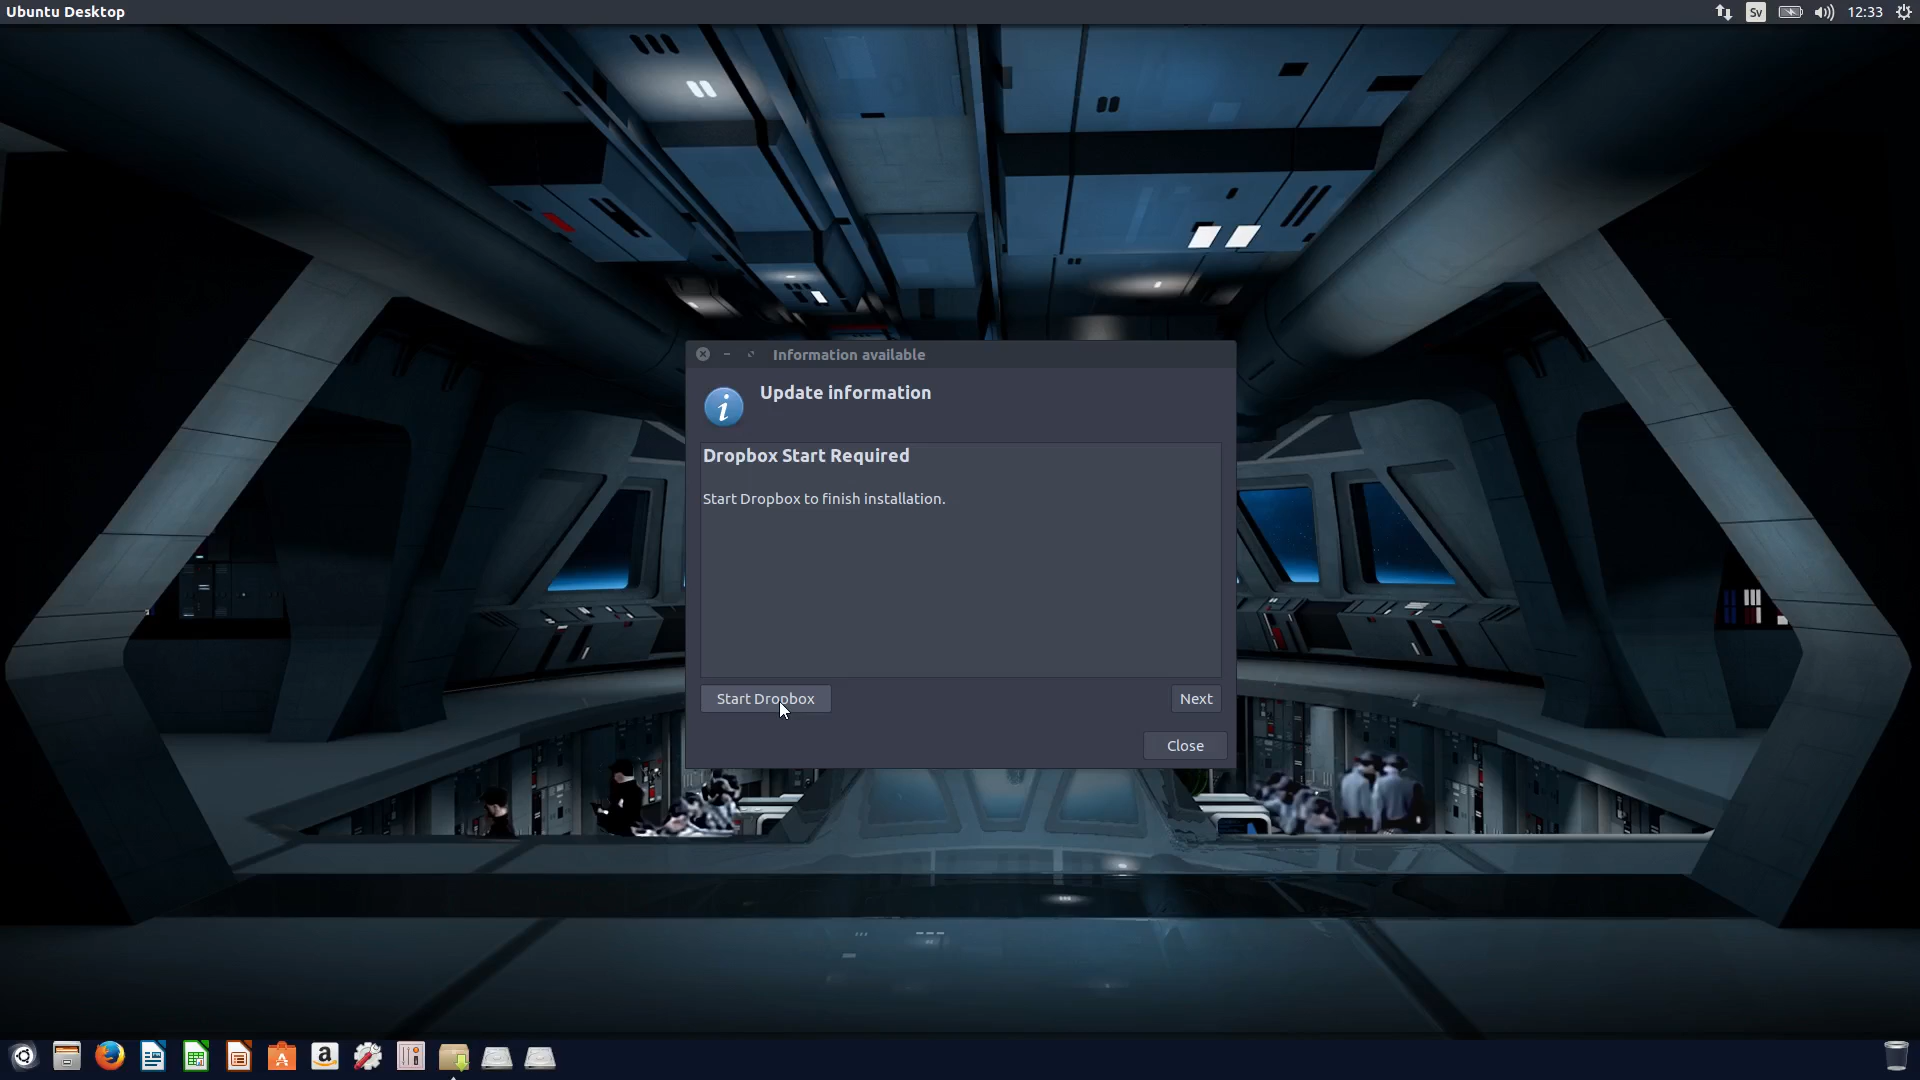 Ubuntu Desktop
Sv
12:33
Information available
Update information
Dropbox Start Required
Start Dropbox to finish installation.
Start Dropbox
Next
Close